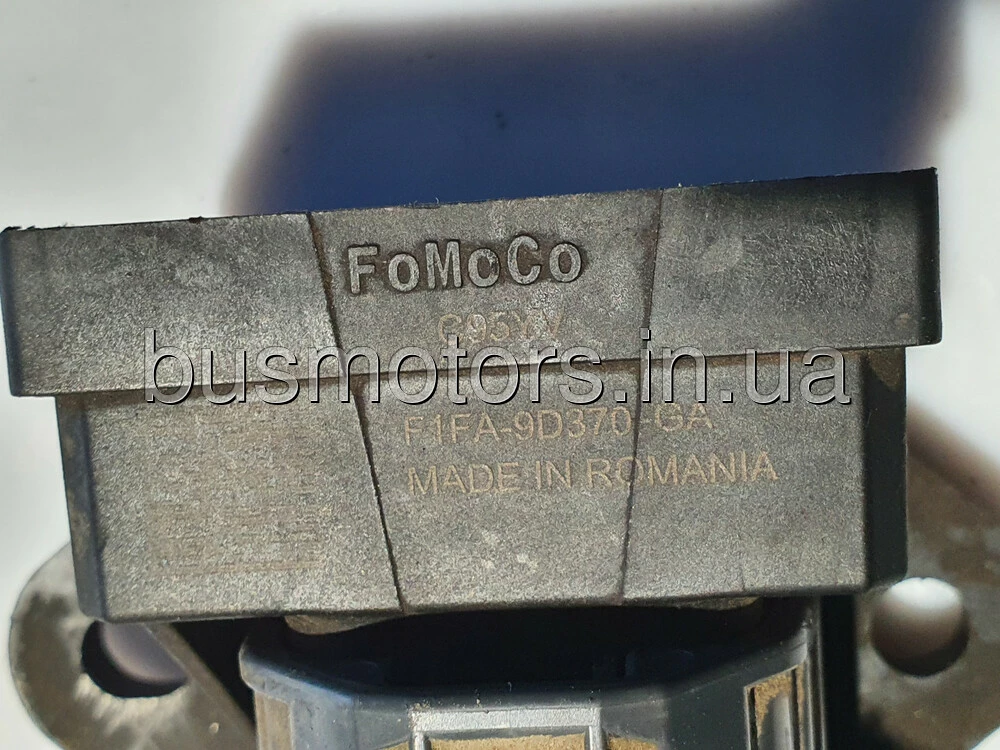 FoMoCo
busmotors.in.ua
F1FA-9D370-GA
MADE IN ROMANIA